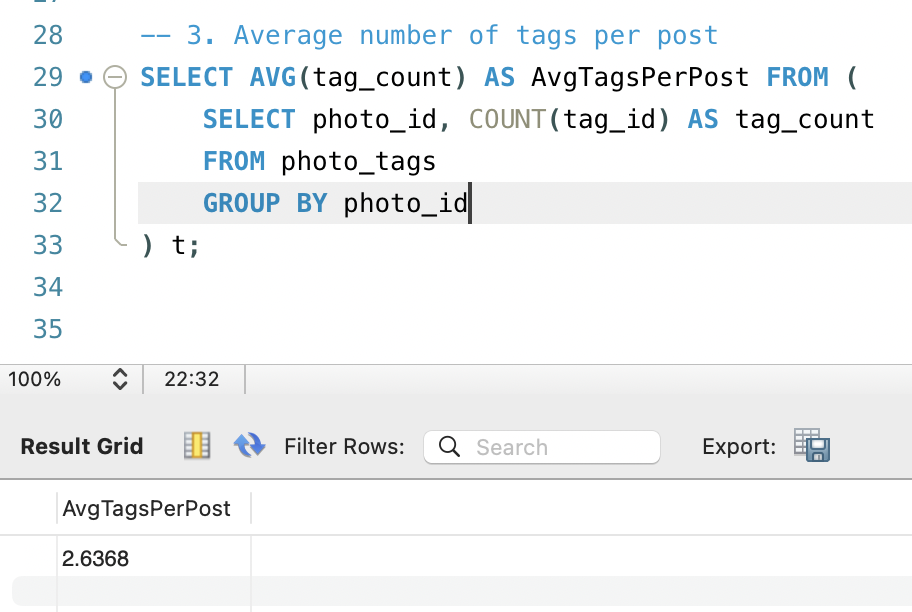 28 -- 3. Average number of tags per post
29 SELECT AVG(tag_count) AS AvgTagsPerPost FROM (
30 SELECT photo_id, COUNT(tag_id) AS tag_count
31 FROM photo_tags
32 GROUP BY photo_id
33 ) t;
34
35
100% 22:32
Result Grid Filter Rows: Search Export:
AvgTagsPerPost
2.6368